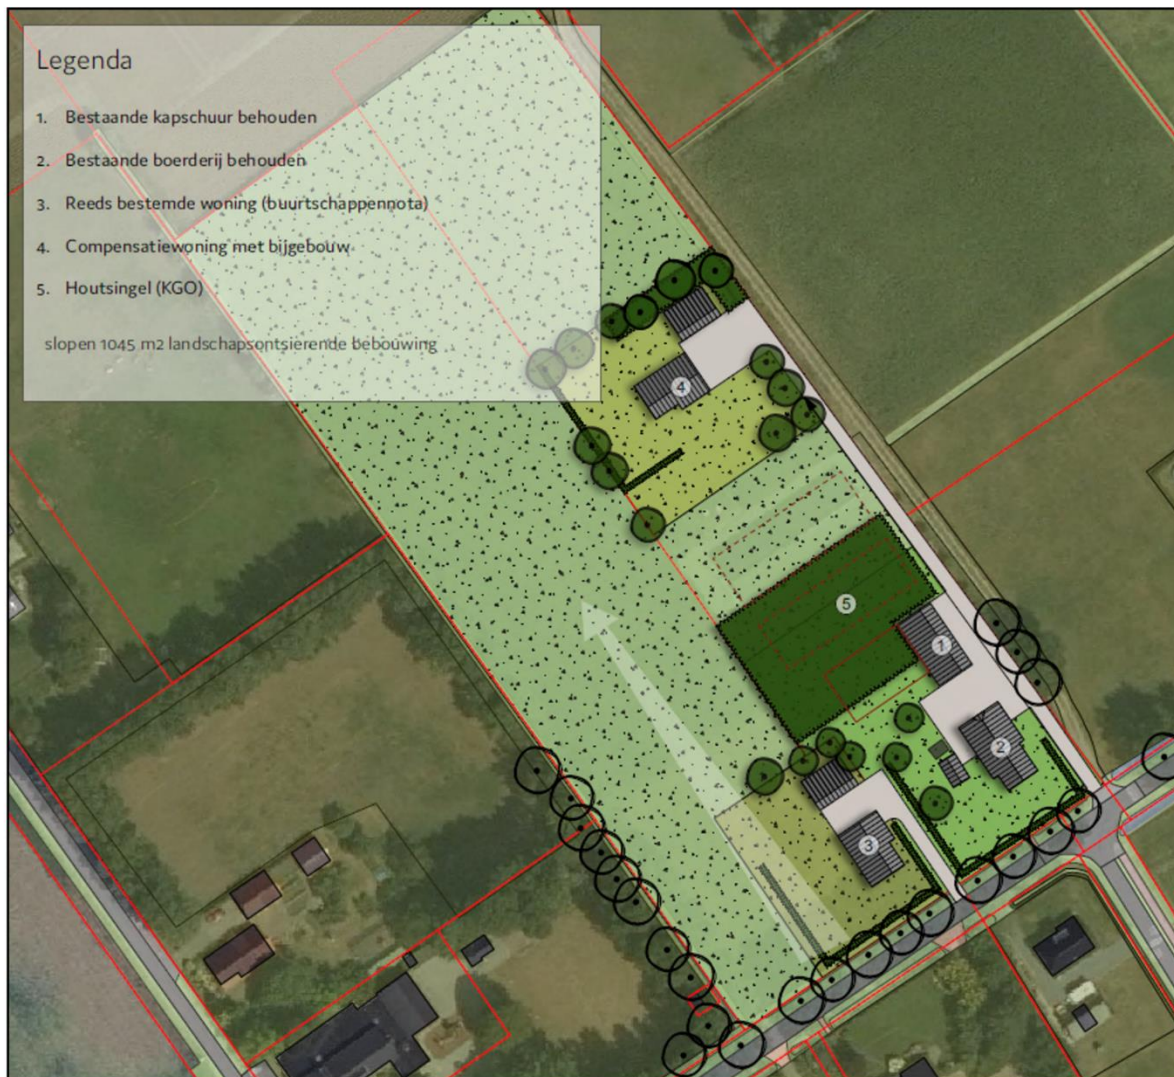 Legenda
1. Bestaande kapschuur behouden
2. Bestaande boerderij behouden
3. Reeds bestemde woning (buurtschappennota)
4. Compensatiewoning met bijgebouw
5. Houtsingel (KGO)
slopen 1045 m2 landschapsontsierende bebouwing
4
5
1
2
3